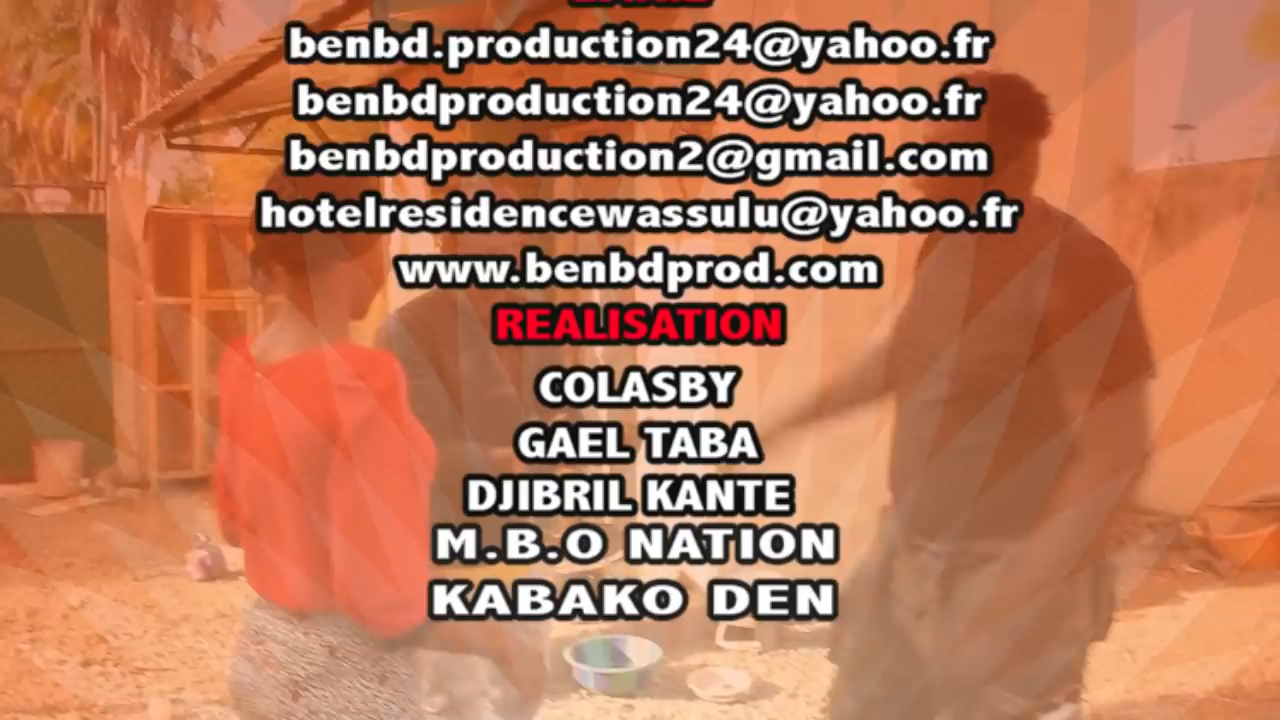 benbd.production24@yahoo.fr
benbdproduction24@yahoo.fr
benbdproduction2@gmail.com
hotelresidencewassulu@yahoo.fr
www.benbdprod.com
REALISATION
COLASBY
GAEL TABA
DJIBRIL KANTE
M.B.O NATION
KABAKO DEN